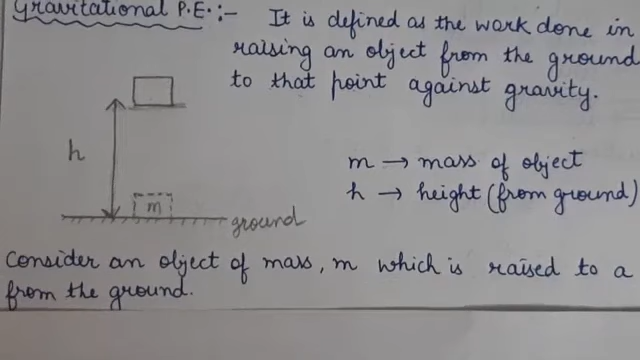 Gravitational P.E.:- It is defined as the work done in
raising an object from the ground
to that point against gravity.
h
m → mass of object
h → height (from ground)
m
ground
Consider an object of mass, m which is raised to a
from the ground.